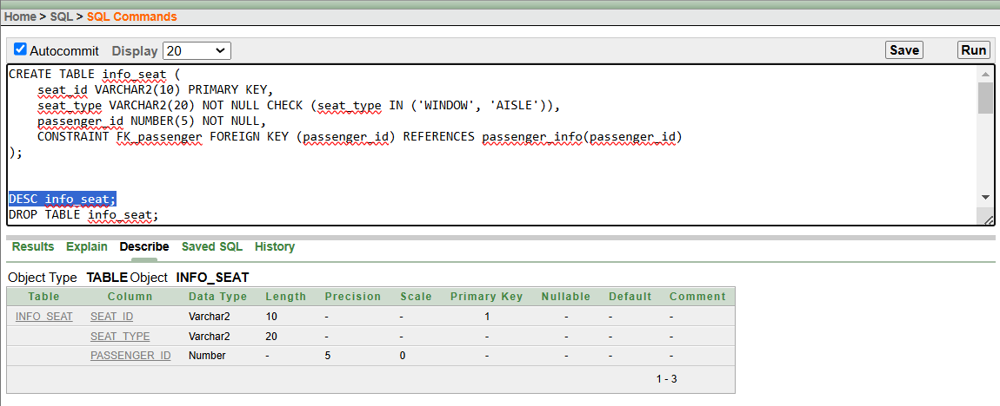 Home > SQL > SQL Commands
Autocommit Display 20 Save Run
CREATE TABLE info_seat (
    seat_id VARCHAR2(10) PRIMARY KEY,
    seat_type VARCHAR2(20) NOT NULL CHECK (seat_type IN ('WINDOW', 'AISLE')),
    passenger_id NUMBER(5) NOT NULL,
    CONSTRAINT FK_passenger FOREIGN KEY (passenger_id) REFERENCES passenger_info(passenger_id)
);
DESC info_seat;
DROP TABLE info_seat;
Results Explain Describe Saved SQL History
Object Type TABLE Object INFO_SEAT
Table Column Data Type Length Precision Scale Primary Key Nullable Default Comment
INFO_SEAT SEAT_ID Varchar2 10 - - 1 - - -
SEAT_TYPE Varchar2 20 - - - - - -
PASSENGER_ID Number - 5 0 - - - -
1 - 3